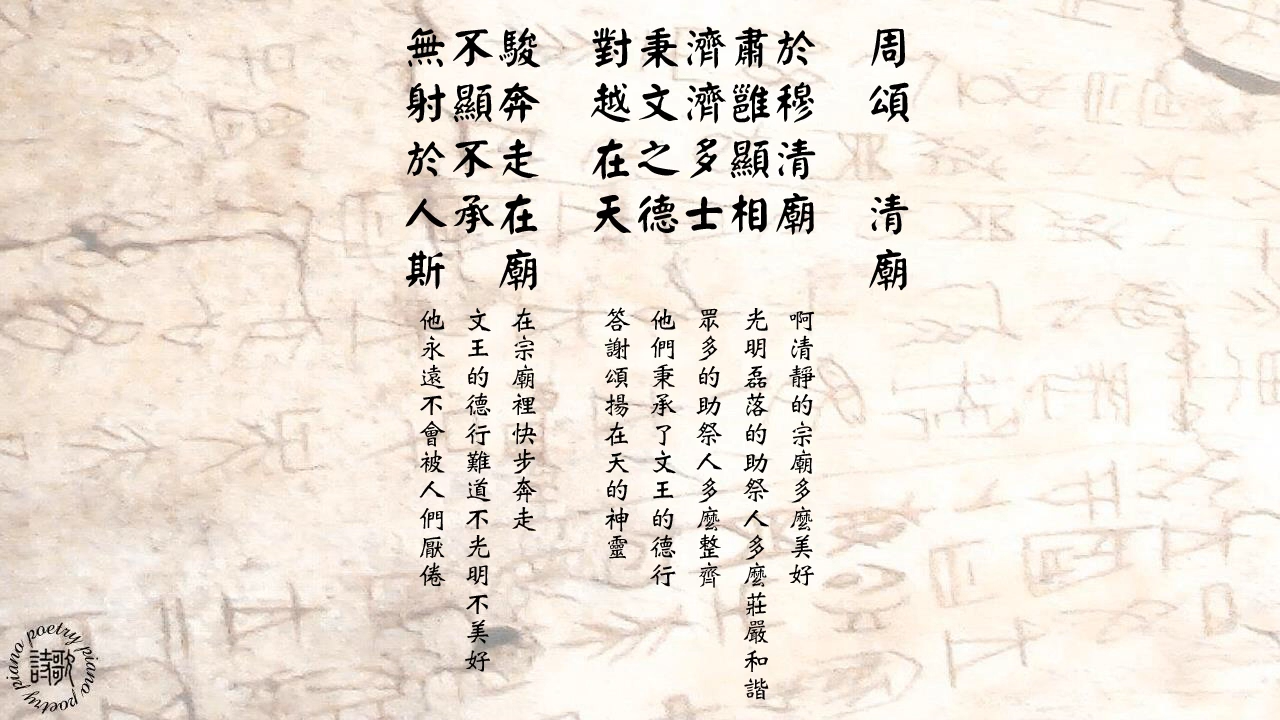 周頌 清廟
於穆清廟
啊清靜的宗廟多麼美好
肅雝顯相
光明磊落的助祭人多麼莊嚴和諧
濟濟多士
眾多的助祭人多麼整齊
秉文之德
他們秉承了文王的德行
對越在天
答謝頌揚在天的神靈
駿奔走在廟
在宗廟裡快步奔走
不顯不承
文王的德行難道不光明不美好
無射於人斯
他永遠不會被人們厭倦
詩歌
piano poetry piano poetry